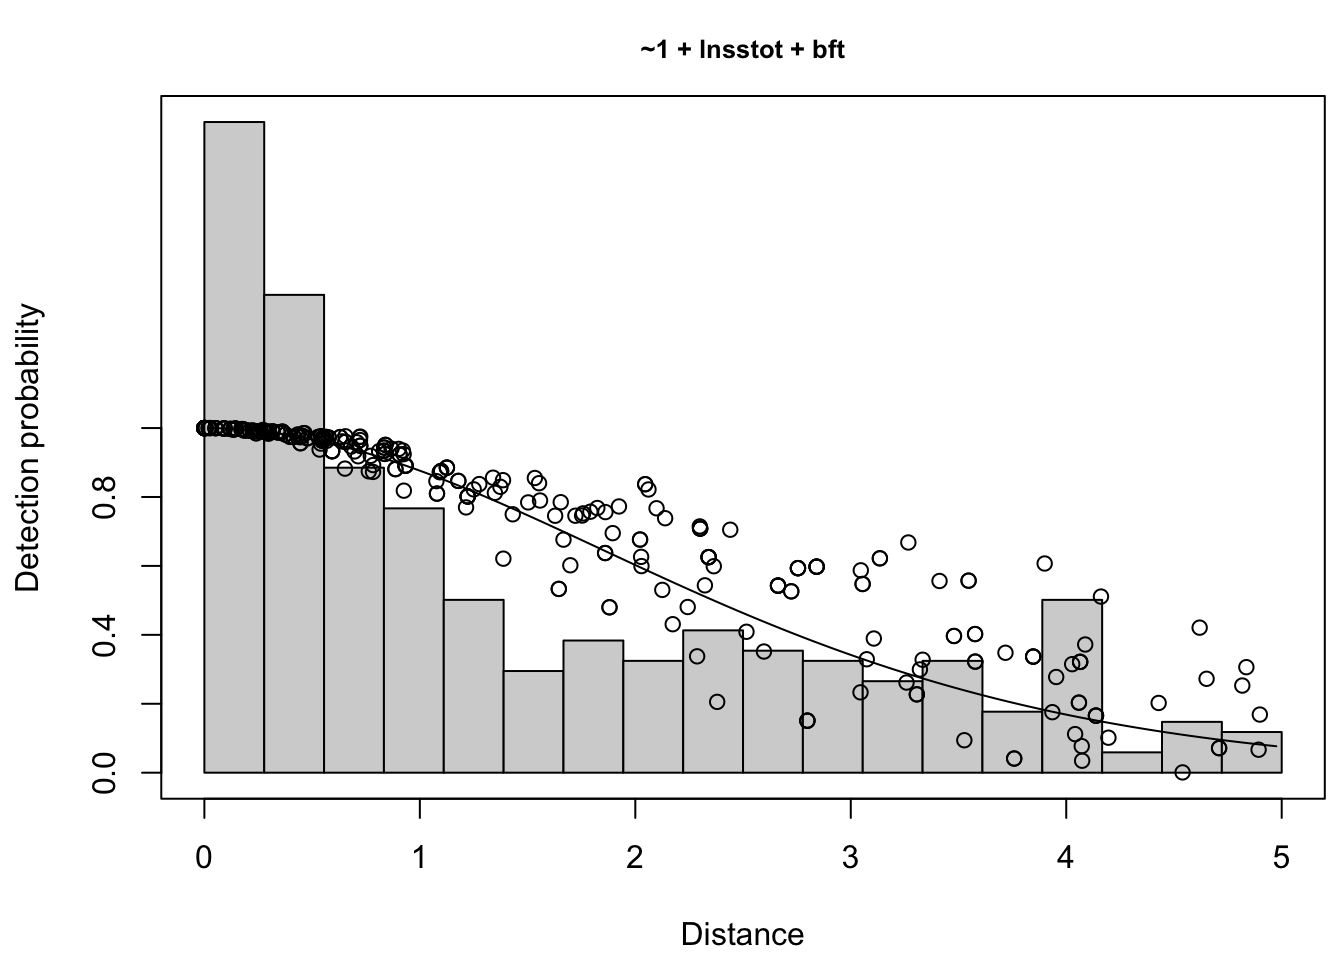 ~1 + lnsstot + bft
Detection probability
0.8
0.4
0.0
0 1 2 3 4 5
Distance